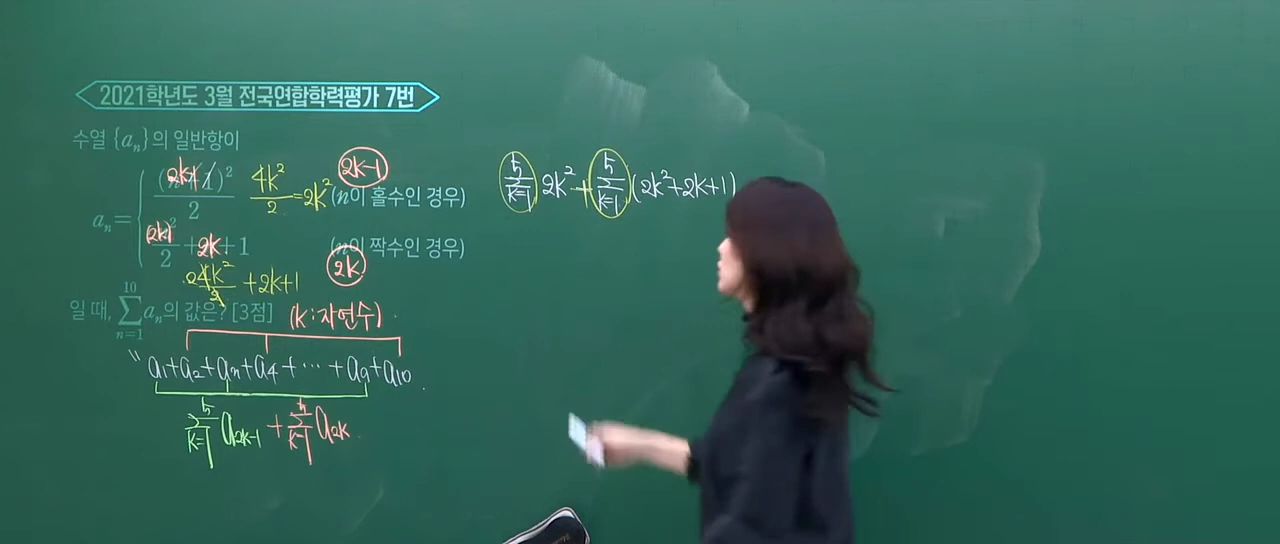 2021학년도 3월 전국연합학력평가 7번
수열 {aₙ}의 일반항이
2k-1
4k²/2 = 2k²
(n+1)²/2 (n이 홀수인 경우)
aₙ =
(2k)²/2 + 2k + 1 (n이 짝수인 경우)
2k
4k²/2 + 2k+1
일 때, ∑ₙ₌₁¹⁰ aₙ의 값은? [3점]
(k:자연수)
" a₁+a₂+a₃+a₄+ ⋯ +a₉+a₁₀
∑ₖ₌₁⁵ a₂ₖ₋₁ + ∑ₖ₌₁⁵ a₂ₖ
∑ₖ₌₁⁵ 2k² + ∑ₖ₌₁⁵ (2k²+2k+1)